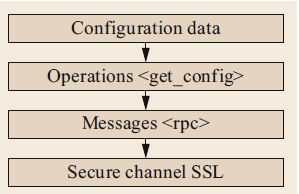 Configuration data
Operations <get_config>
Messages <rpc>
Secure channel SSL